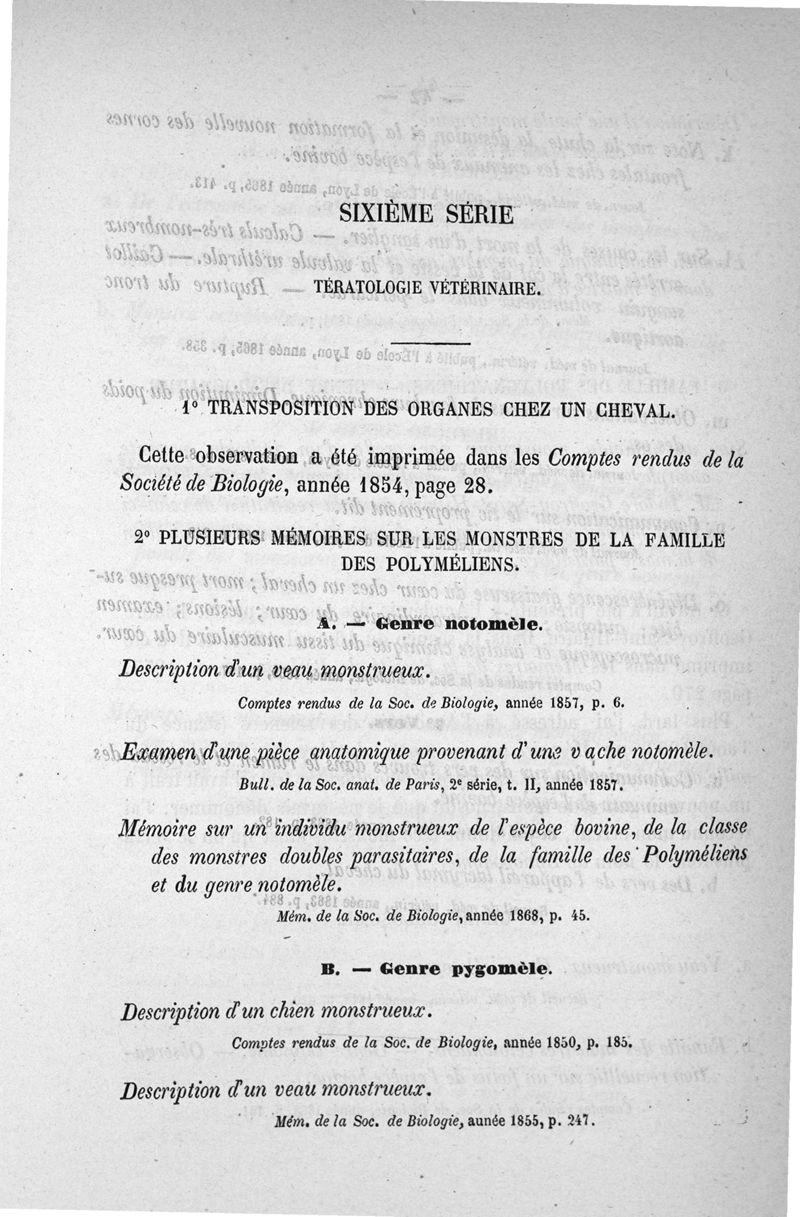 SIXIÈME SÉRIE
TÉRATOLOGIE VÉTÉRINAIRE.
1º TRANSPOSITION DES ORGANES CHEZ UN CHEVAL.
Cette observation a été imprimée dans les Comptes rendus de la
Société de Biologie, année 1854, page 28.
2º PLUSIEURS MÉMOIRES SUR LES MONSTRES DE LA FAMILLE
DES POLYMÉLIENS.
A. — Genre notomèle.
Description d'un veau monstrueux.
Comptes rendus de la Soc. de Biologie, année 1857, p. 6.
Examen d'une pièce anatomique provenant d'une vache notomèle.
Bull. de la Soc. anat. de Paris, 2e série, t. II, année 1857.
Mémoire sur un individu monstrueux de l'espèce bovine, de la classe
des monstres doubles parasitaires, de la famille des Polyméliens
et du genre notomèle.
Mém. de la Soc. de Biologie, année 1868, p. 45.
B. — Genre pygomèle.
Description d'un chien monstrueux.
Comptes rendus de la Soc. de Biologie, année 1850, p. 185.
Description d'un veau monstrueux.
Mém. de la Soc. de Biologie, aunée 1855, p. 247.